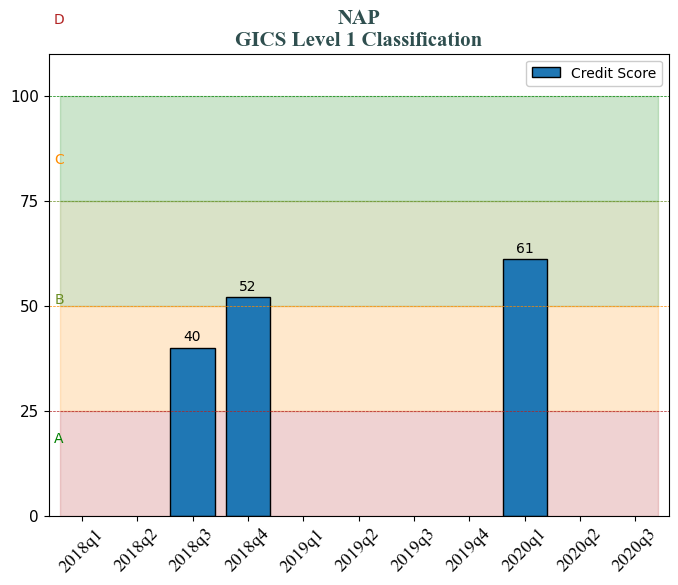 D
NAP
GICS Level 1 Classification
Credit Score
100
75
50
25
0
C
B
A
40
52
61
2018q1
2018q2
2018q3
2018q4
2019q1
2019q2
2019q3
2019q4
2020q1
2020q2
2020q3